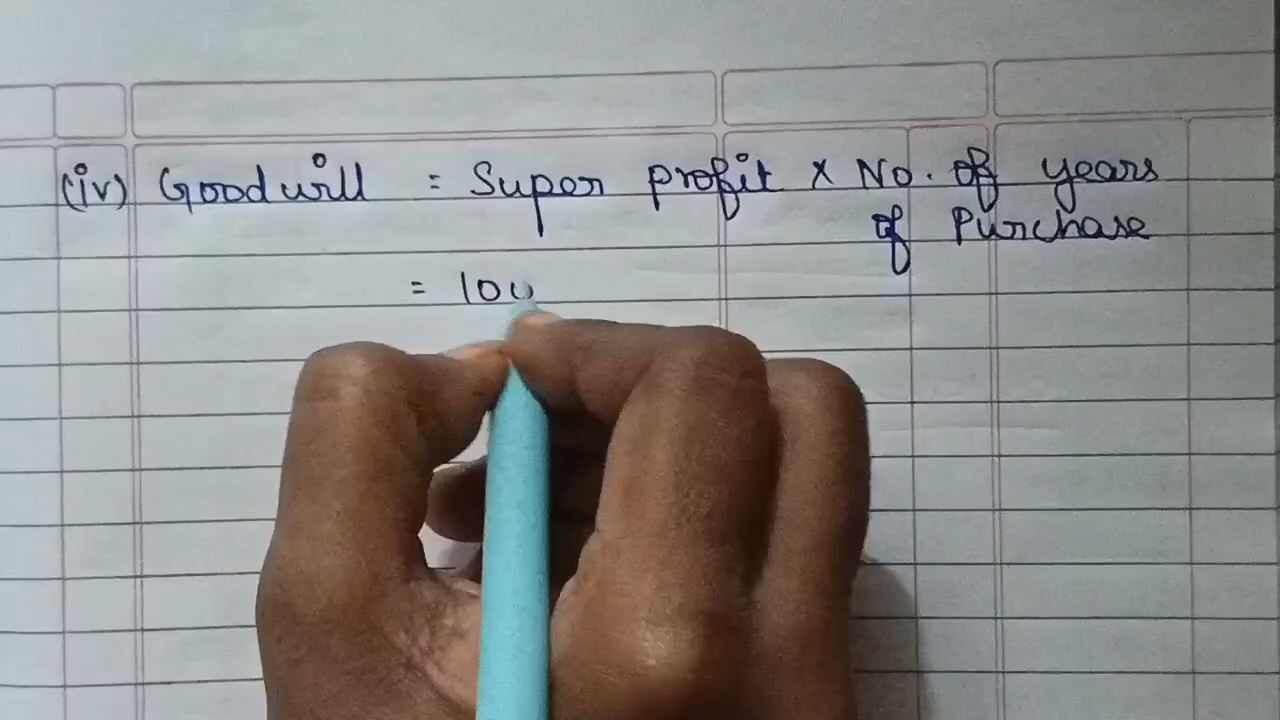 (iv) Goodwill = Super profit × No. of years
of Purchase
= 100